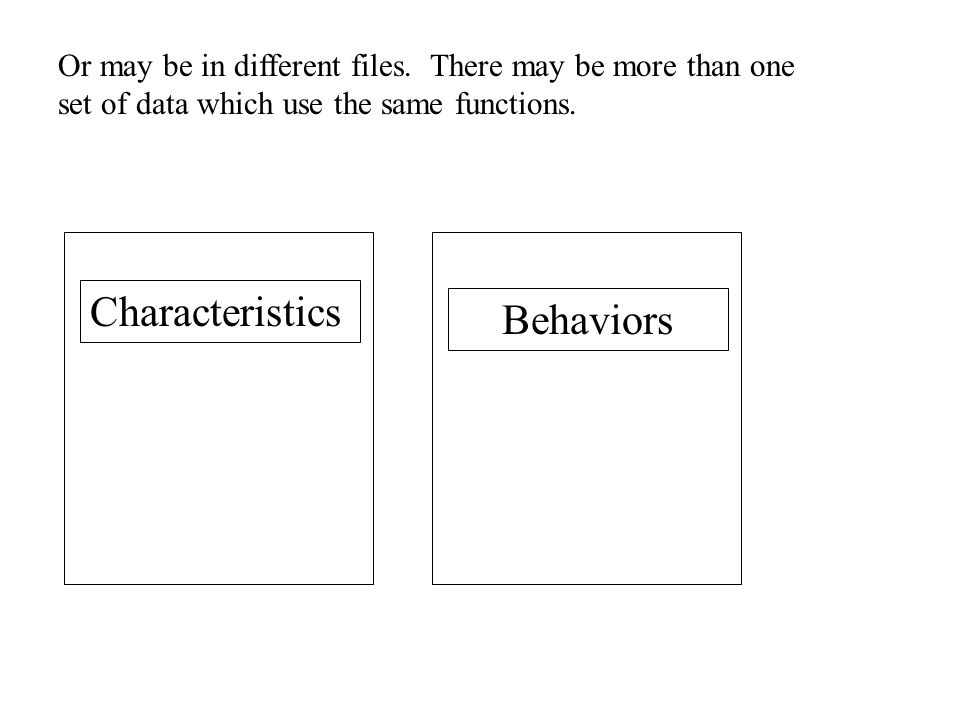 Or may be in different files.  There may be more than one
set of data which use the same functions.
Characteristics
Behaviors